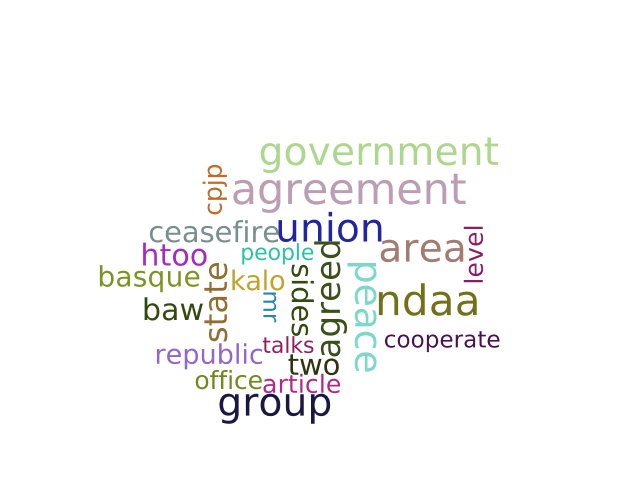 government
cpjp
agreement
ceasefire
union
level
htoo
people
area
basque
kalo
state
mr
sides
agreed
peace
ndaa
baw
republic
talks
two
cooperate
office
article
group